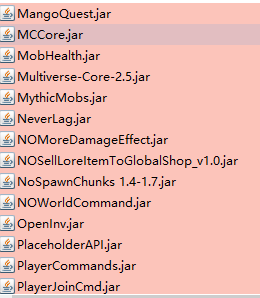 MangoQuest.jar
MCCore.jar
MobHealth.jar
Multiverse-Core-2.5.jar
MythicMobs.jar
NeverLag.jar
NOMoreDamageEffect.jar
NOSellLoreItemToGlobalShop_v1.0.jar
NoSpawnChunks 1.4-1.7.jar
NOWorldCommand.jar
OpenInv.jar
PlaceholderAPI.jar
PlayerCommands.jar
PlayerJoinCmd.jar